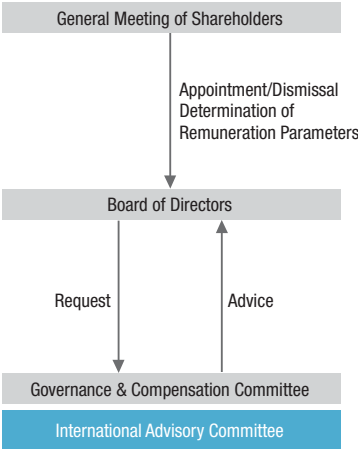 General Meeting of Shareholders
Appointment/Dismissal
Determination of
Remuneration Parameters
Board of Directors
Request
Advice
Governance & Compensation Committee
International Advisory Committee